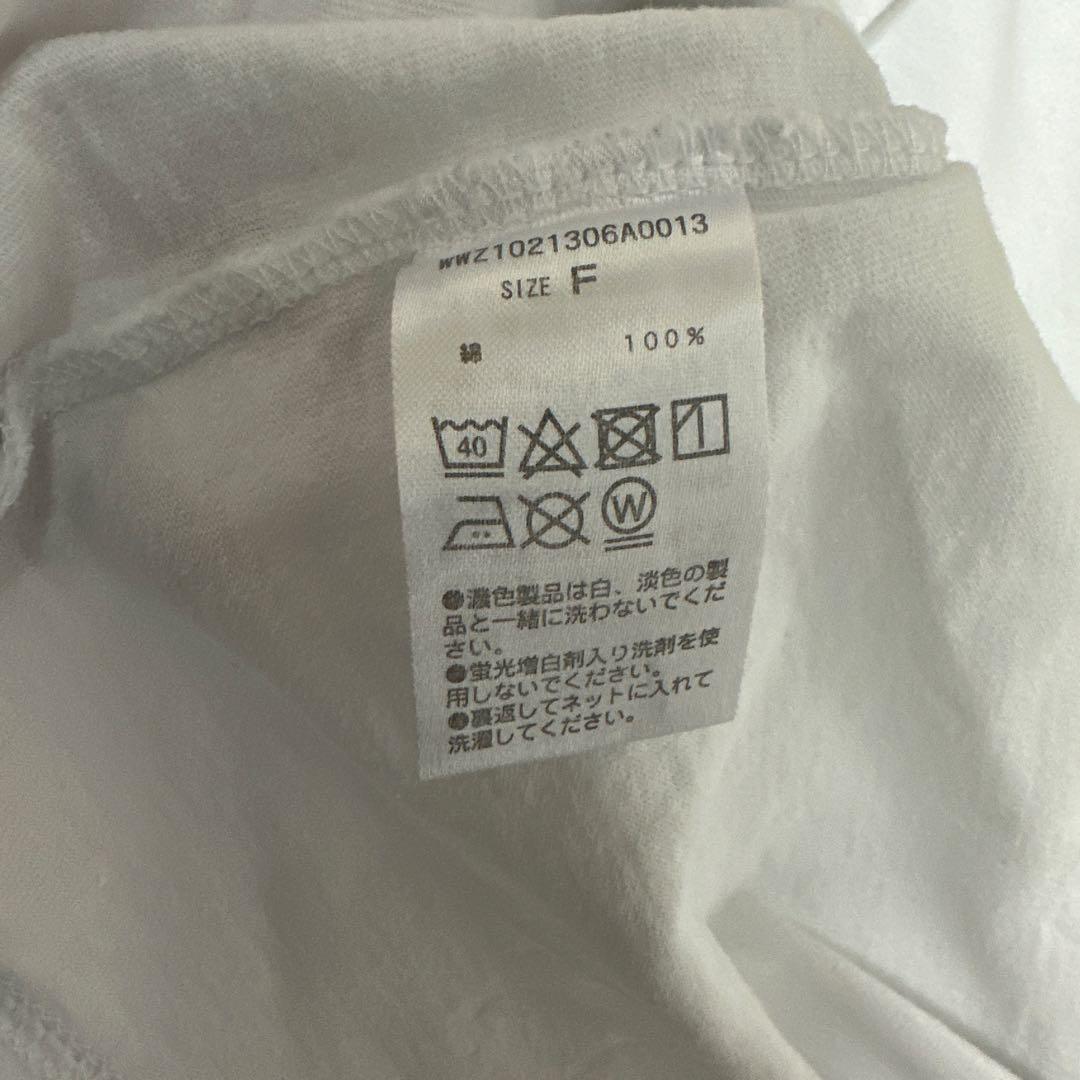 WWZ1021306A0013
SIZE F
綿 100%
40
W
●濃色製品は白、淡色の製
品と一緒に洗わないでくだ
さい。
●蛍光増白剤入り洗剤を使
用しないでください。
●裏返してネットに入れて
洗濯してください。